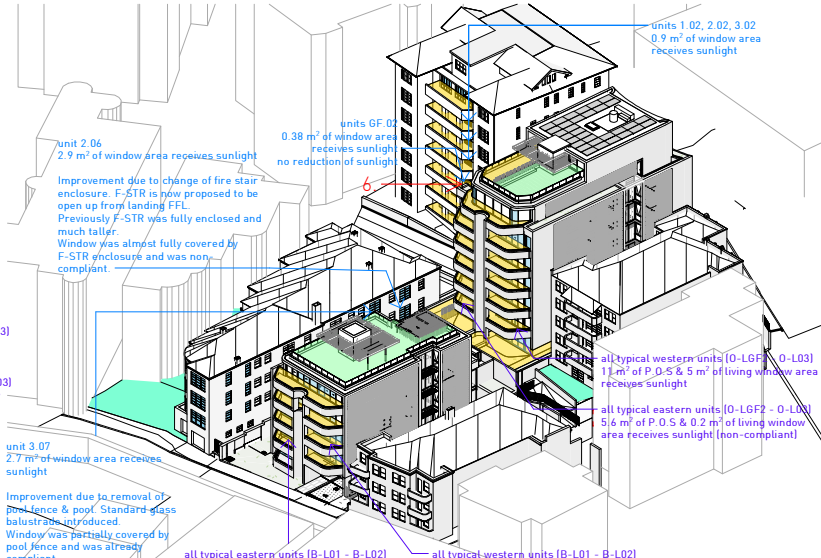 units 1.02, 2.02, 3.02
0.9 m² of window area
receives sunlight
units GF.02
0.38 m² of window area
receives sunlight
no reduction of sunlight
unit 2.06
2.9 m² of window area receives sunlight
Improvement due to change of fire stair
enclosure. F-STR is now proposed to be
open up from landing FFL.
Previously F-STR was fully enclosed and
much taller.
Window was almost fully covered by
F-STR enclosure and was non-
compliant.
6
3)
03)
all typical western units (O-LGF2 - O-L03)
11 m² of P.O.S & 5 m² of living window area
receives sunlight
all typical eastern units (O-LGF2 - O-L03)
5.6 m² of P.O.S & 0.2 m² of living window
area receives sunlight (non-compliant)
unit 3.07
2.7 m² of window area receives
sunlight
Improvement due to removal of
pool fence & pool. Standard glass
balustrade introduced.
Window was partially covered by
pool fence and was already
compliant.
all typical eastern units (B-L01 - B-L02)
all typical western units (B-L01 - B-L02)